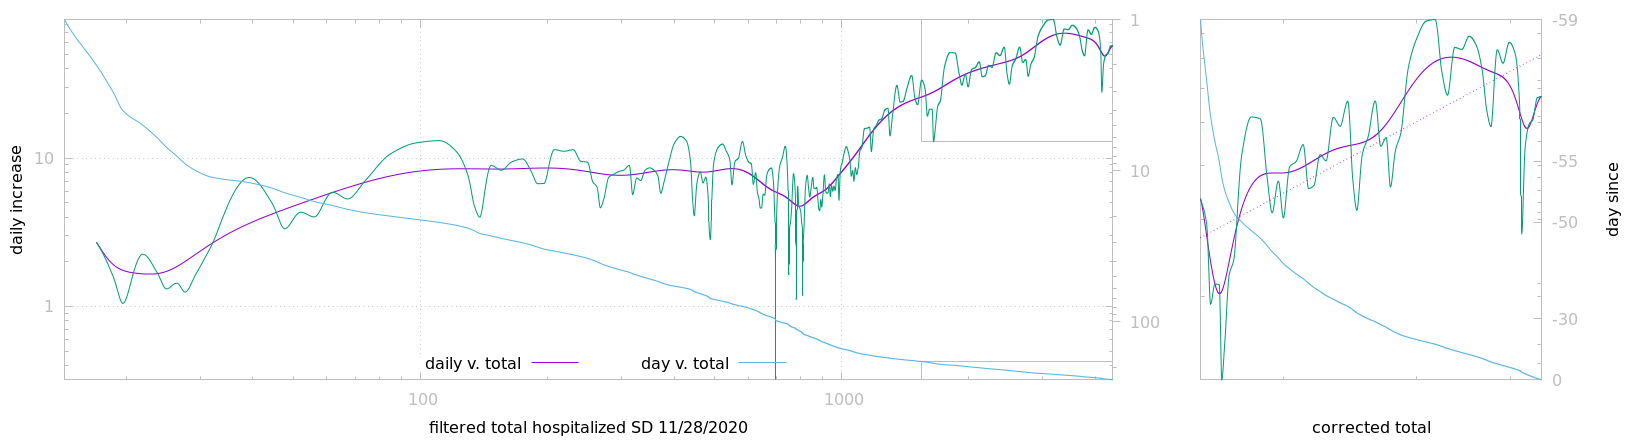 daily increase
10
1
daily v. total
day v. total
100
1000
filtered total hospitalized SD 11/28/2020
1
10
100
-59
-55
-50
-30
0
day since
corrected total